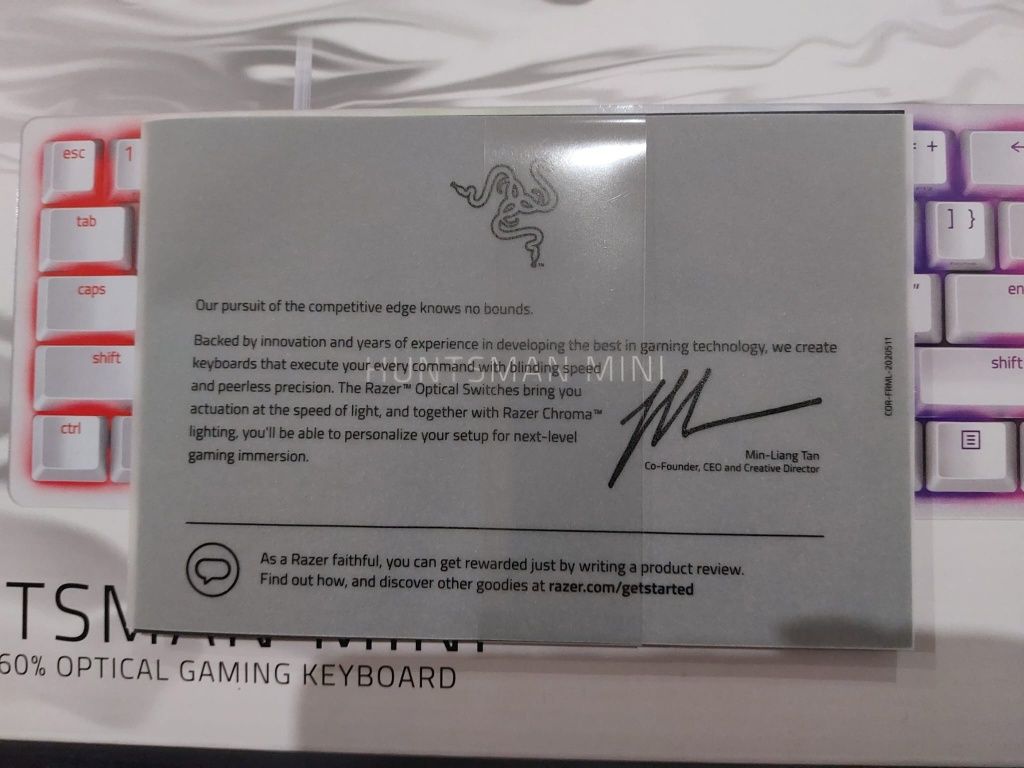 esc
1
+
←
tab
] }
caps
"
en
shift
shift
ctrl
™
Our pursuit of the competitive edge knows no bounds.
Backed by innovation and years of experience in developing the best in gaming technology, we create
keyboards that execute your every command with blinding speed
and peerless precision. The Razer™ Optical Switches bring you
actuation at the speed of light, and together with Razer Chroma™
lighting, you'll be able to personalize your setup for next-level
gaming immersion.
HUNTSMAN MINI
Min-Liang Tan
Co-Founder, CEO and Creative Director
COR-FRML-2020511
As a Razer faithful, you can get rewarded just by writing a product review.
Find out how, and discover other goodies at razer.com/getstarted
TSMAN MINI
60% OPTICAL GAMING KEYBOARD